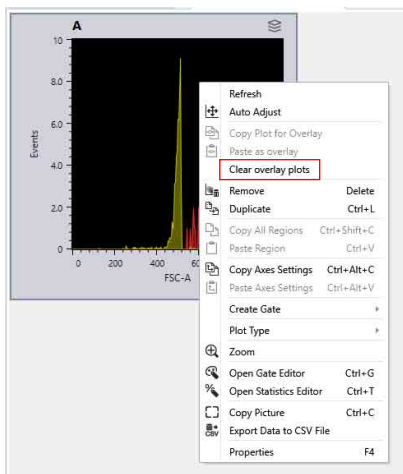 A
10
8.0
6.0
4.0
2.0
0
Events
0 200 400 60
FSC-A
Refresh
Auto Adjust
Copy Plot for Overlay
Paste as overlay
Clear overlay plots
Remove Delete
Duplicate Ctrl+L
Copy All Regions Ctrl+Shift+C
Paste Region Ctrl+V
Copy Axes Settings Ctrl+Alt+C
Paste Axes Settings Ctrl+Alt+V
Create Gate
Plot Type
Zoom
Open Gate Editor Ctrl+G
Open Statistics Editor Ctrl+T
Copy Picture Ctrl+C
CSV Export Data to CSV File
Properties F4